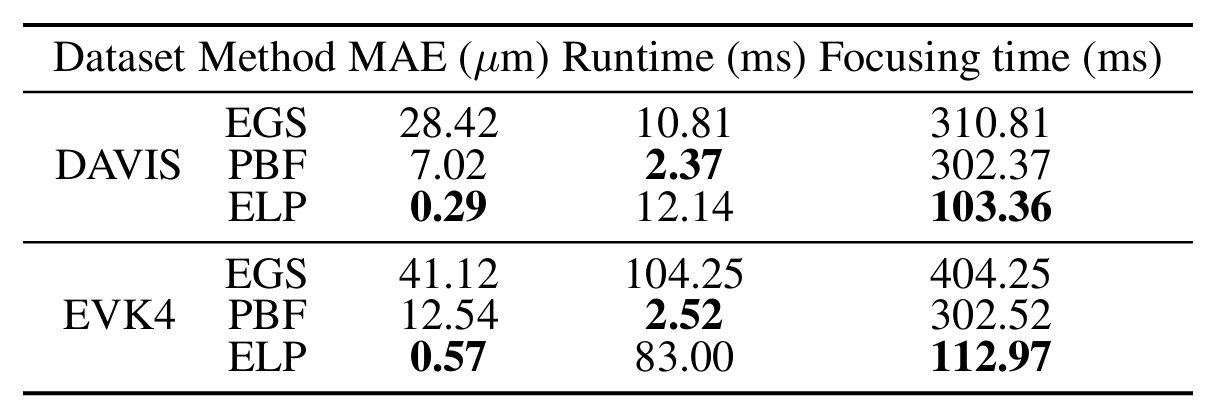 Dataset Method MAE (μm) Runtime (ms) Focusing time (ms)
EGS 28.42 10.81 310.81
DAVIS PBF 7.02 2.37 302.37
ELP 0.29 12.14 103.36
EGS 41.12 104.25 404.25
EVK4 PBF 12.54 2.52 302.52
ELP 0.57 83.00 112.97